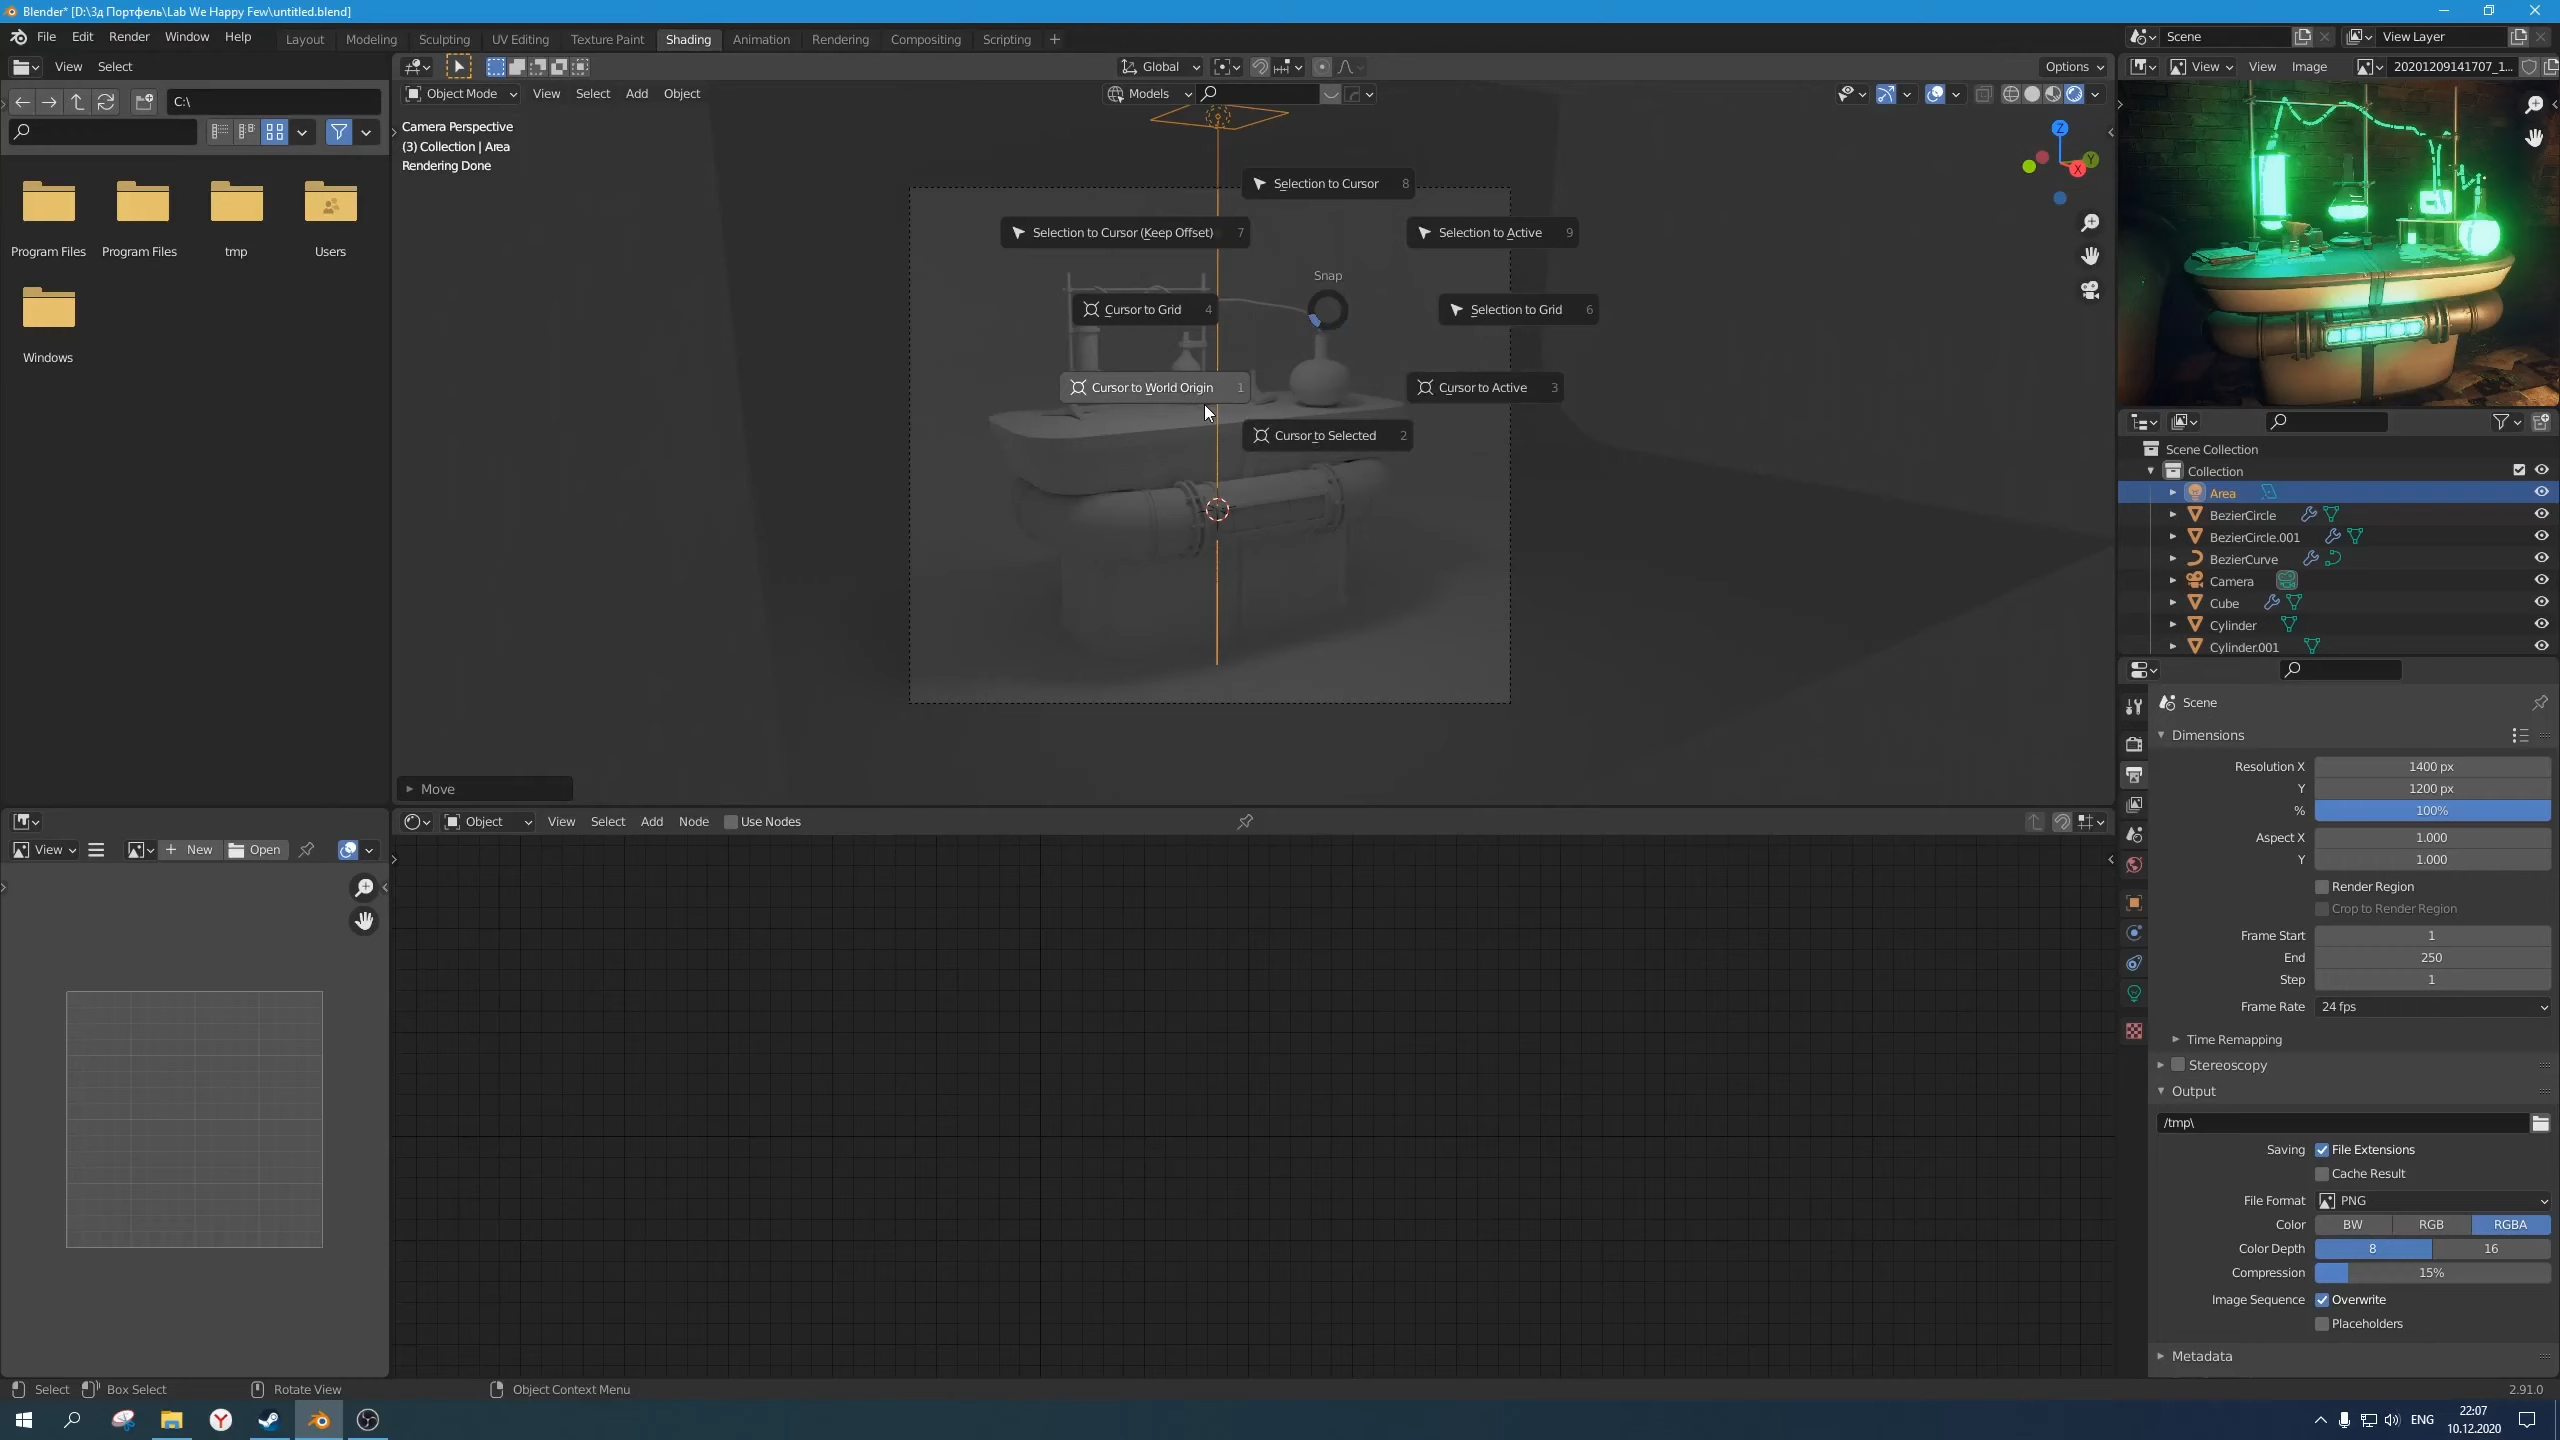 Blender* [D:\3д Портфель\Lab We Happy Few\untitled.blend]
File Edit Render Window Help Layout Modeling Sculpting UV Editing Texture Paint Shading Animation Rendering Compositing Scripting + Scene View Layer
View Select Global Options View View Image 20201209141707_1...
C:\ Object Mode View Select Add Object Models
Camera Perspective
(3) Collection | Area
Rendering Done
Program Files Program Files tmp Users
Windows
Selection to Cursor 8
Selection to Cursor (Keep Offset) 7
Selection to Active 9
Snap
Cursor to Grid 4
Selection to Grid 6
Cursor to World Origin 1
Cursor to Active 3
Cursor to Selected 2
Z
Y
X
Scene Collection
Collection
Area
BezierCircle
BezierCircle.001
BezierCurve
Camera
Cube
Cylinder
Cylinder.001
Move
Object View Select Add Node Use Nodes
View New Open
Scene
Dimensions
Resolution X 1400 px
Y 1200 px
% 100%
Aspect X 1.000
Y 1.000
Render Region
Crop to Render Region
Frame Start 1
End 250
Step 1
Frame Rate 24 fps
Time Remapping
Stereoscopy
Output
/tmp\
Saving File Extensions
Cache Result
File Format PNG
Color BW RGB RGBA
Color Depth 8 16
Compression 15%
Image Sequence Overwrite
Placeholders
Metadata
Select Box Select Rotate View Object Context Menu 2.91.0
ENG 22:07
10.12.2020